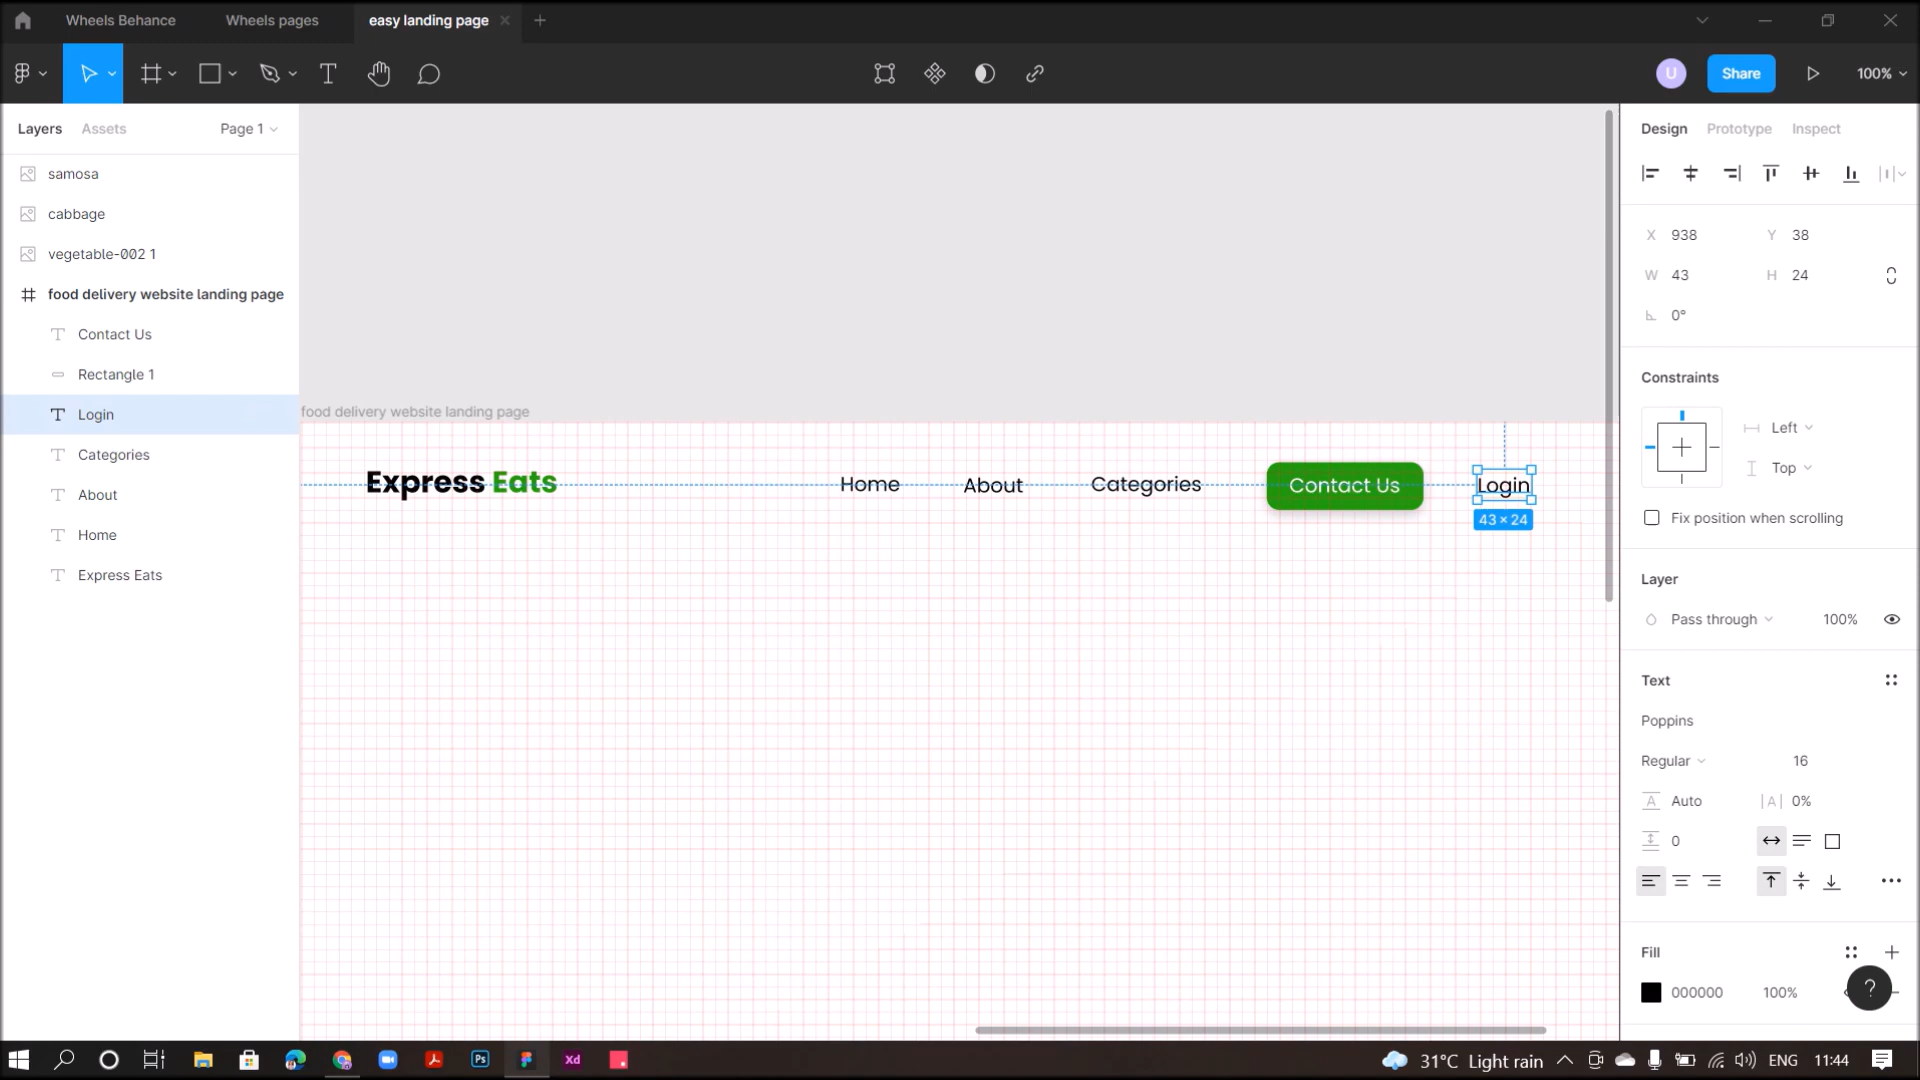 Wheels Behance
Wheels pages
easy landing page
U
Share
100%
Layers
Assets
Page 1
samosa
cabbage
vegetable-002 1
food delivery website landing page
Contact Us
Rectangle 1
Login
Categories
About
Home
Express Eats
food delivery website landing page
Express Eats
Home
About
Categories
Contact Us
Login
43 × 24
Design
Prototype
Inspect
X 938
Y 38
W 43
H 24
0°
Constraints
Left
Top
Fix position when scrolling
Layer
Pass through
100%
Text
Poppins
Regular
16
Auto
0%
0
Fill
000000
100%
?
Ps
Xd
31°C Light rain
ENG
11:44